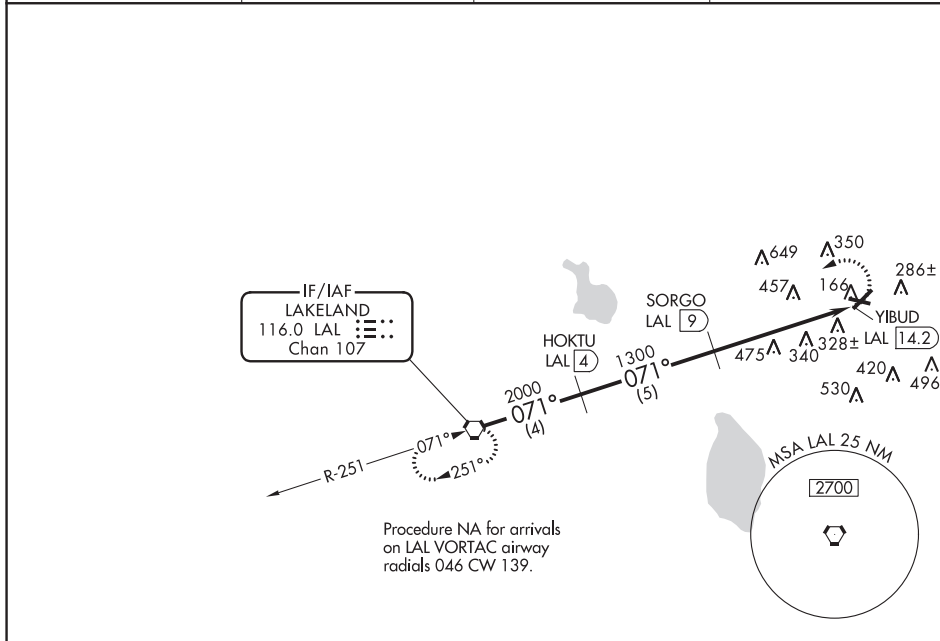 IF/IAF
LAKELAND
116.0 LAL
Chan 107
R-251
071°
251°
2000
071°
(4)
HOKTU
LAL 4
1300
071°
(5)
SORGO
LAL 9
649
350
457
166
286±
YIBUD
LAL 14.2
475
340
328±
420
496
530
MSA LAL 25 NM
2700
Procedure NA for arrivals
on LAL VORTAC airway
radials 046 CW 139.